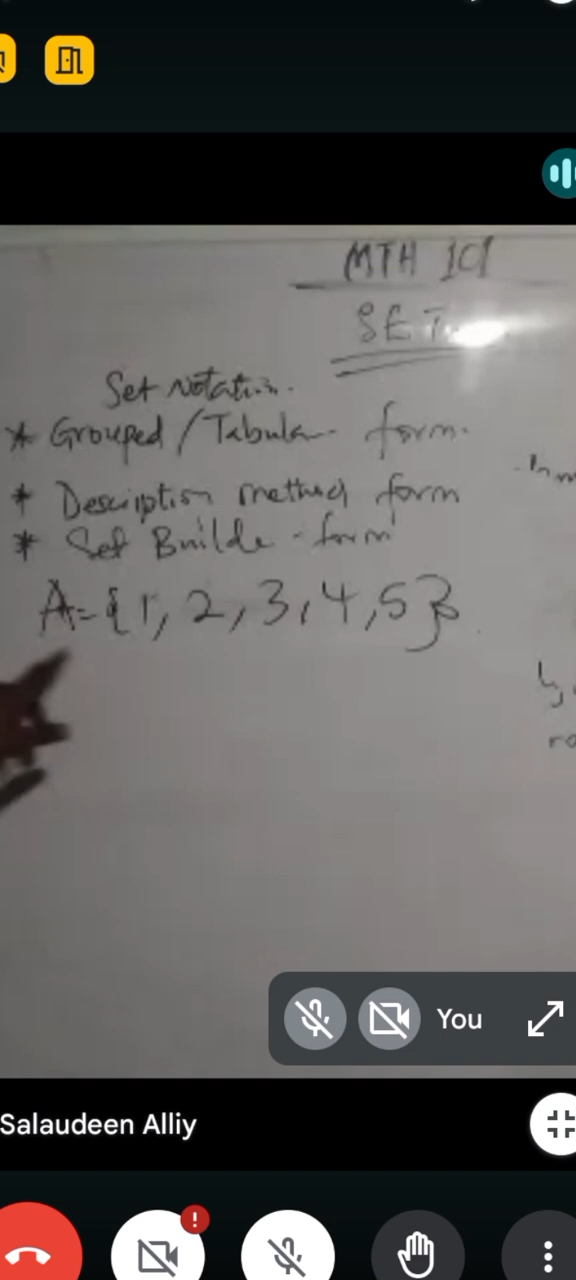 MTH 101
SET
Set Notation.
* Grouped / Tabular form.
* Description method form
* Set Builde - form
A = {1, 2, 3, 4, 5}
You
Salaudeen Alliy
!